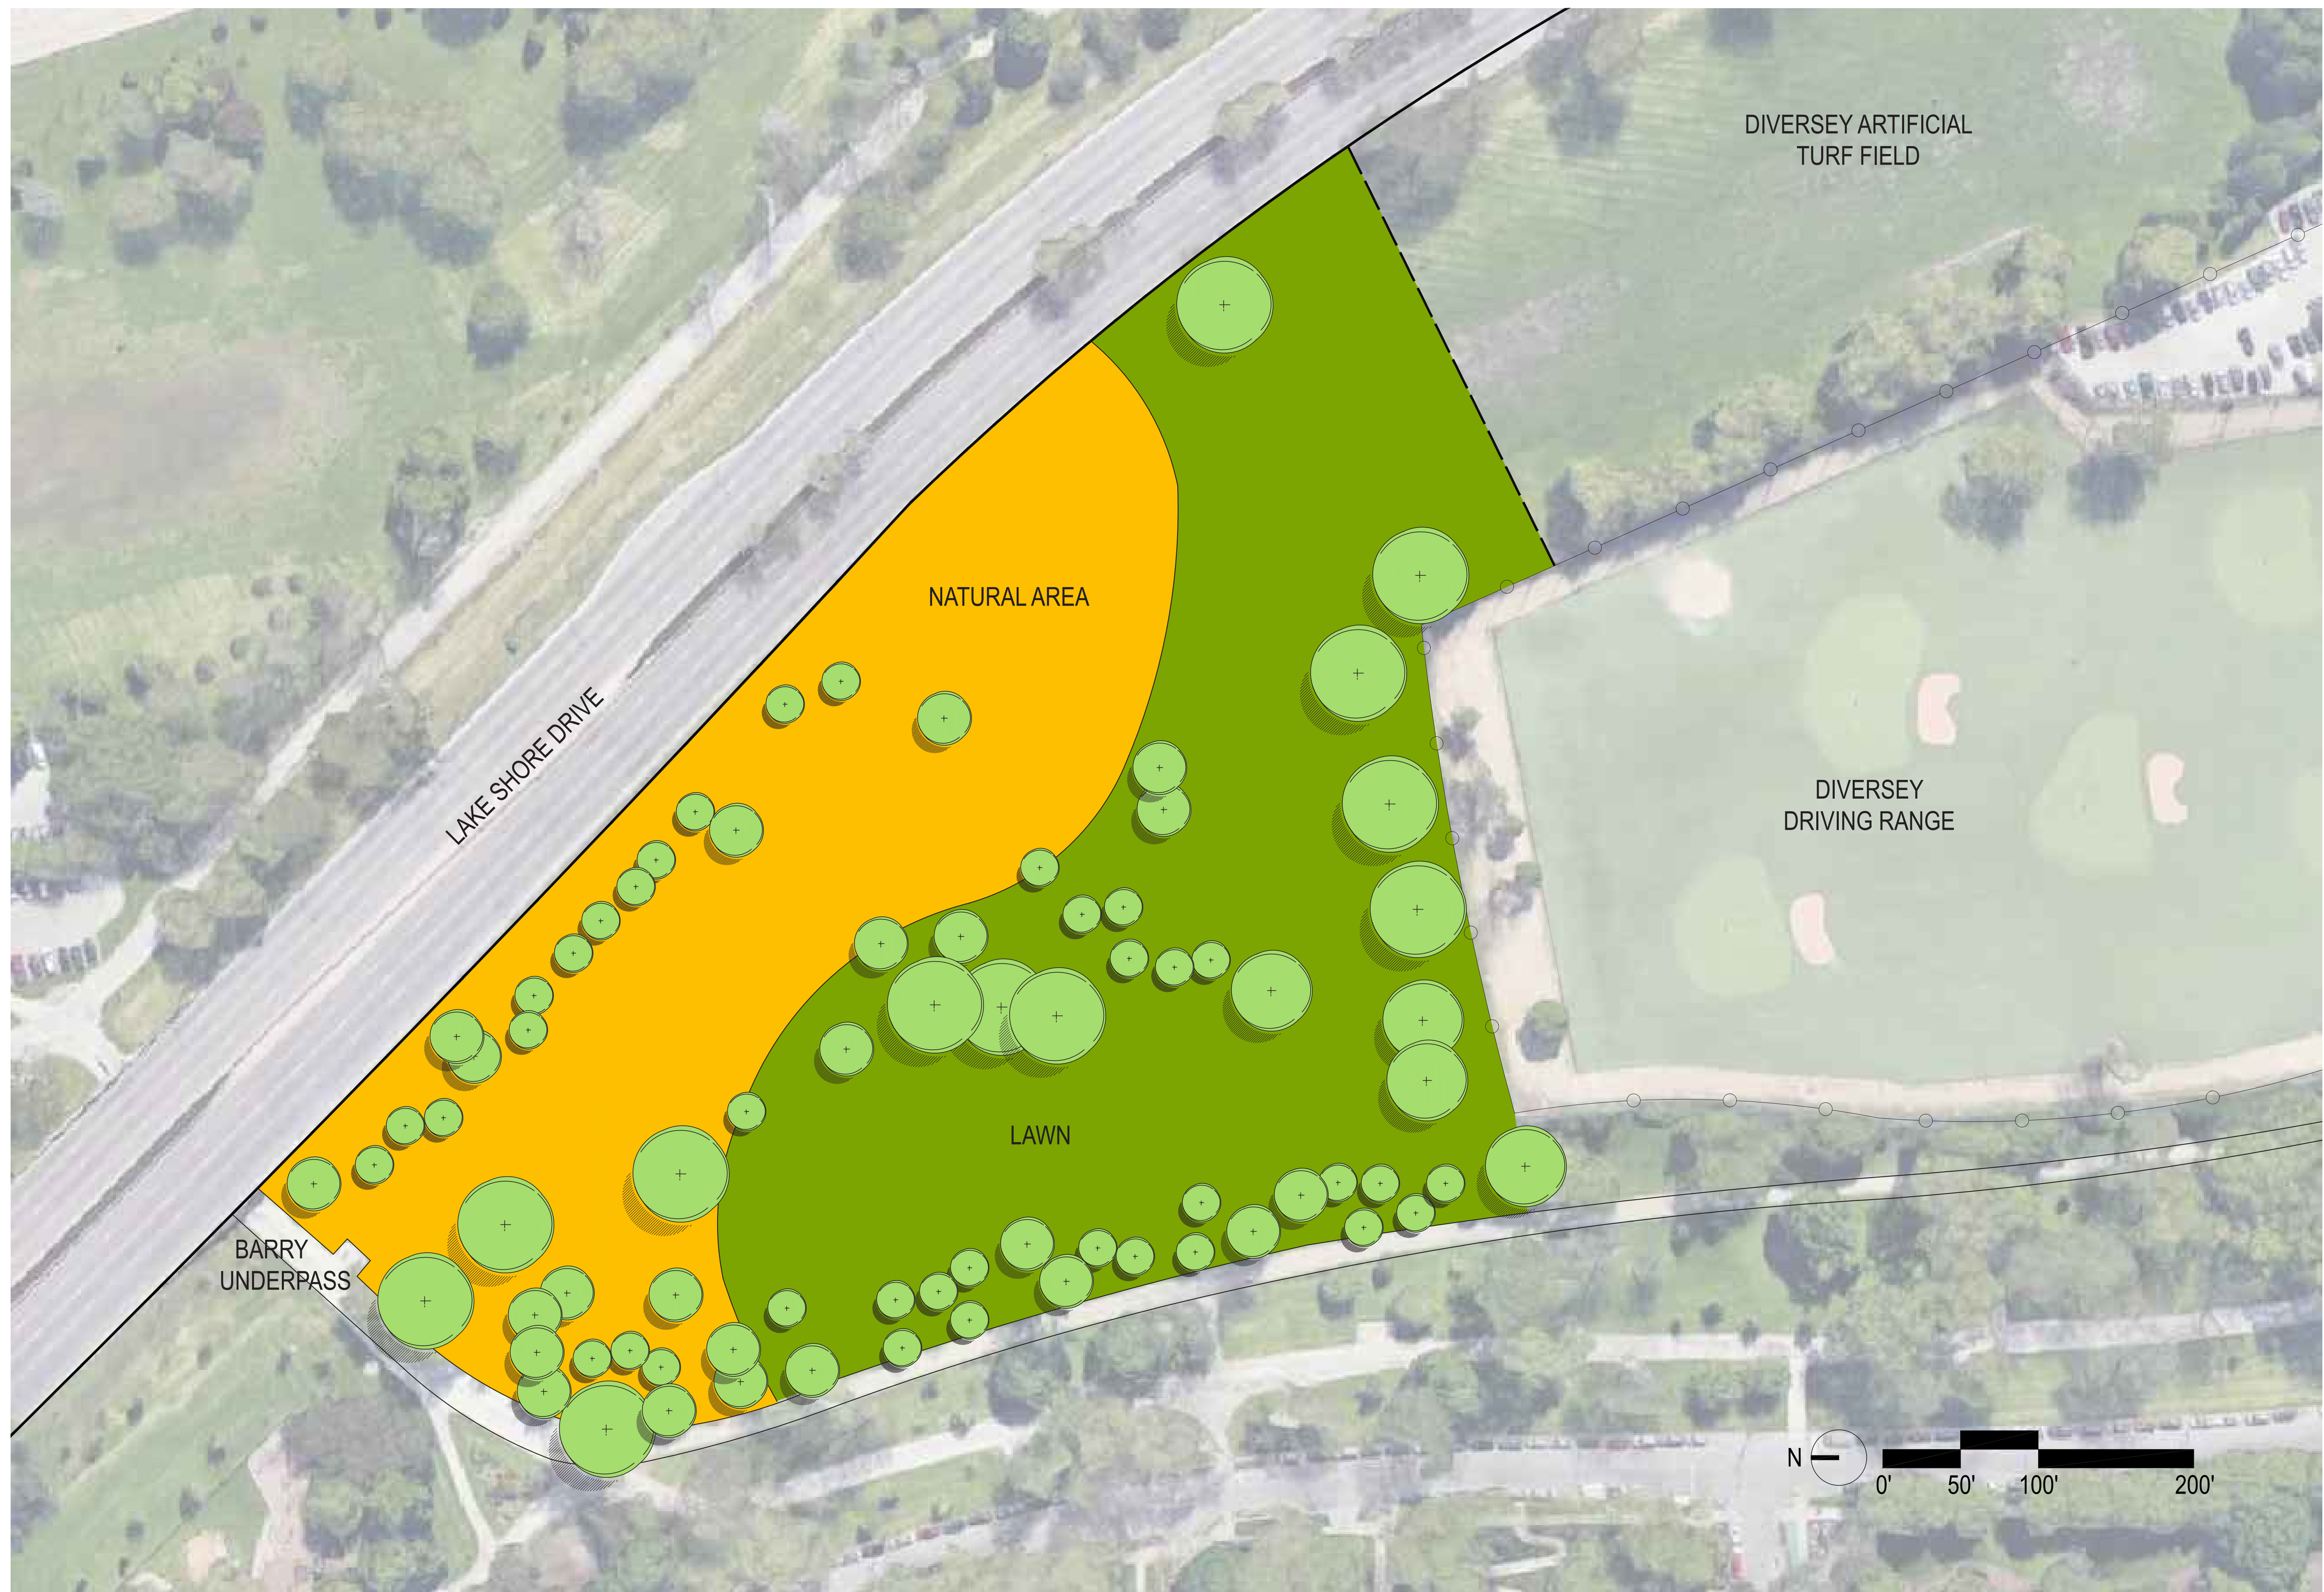 DIVERSEY ARTIFICIAL
TURF FIELD
NATURAL AREA
LAKE SHORE DRIVE
DIVERSEY
DRIVING RANGE
LAWN
BARRY
UNDERPASS
N
0' 50' 100' 200'